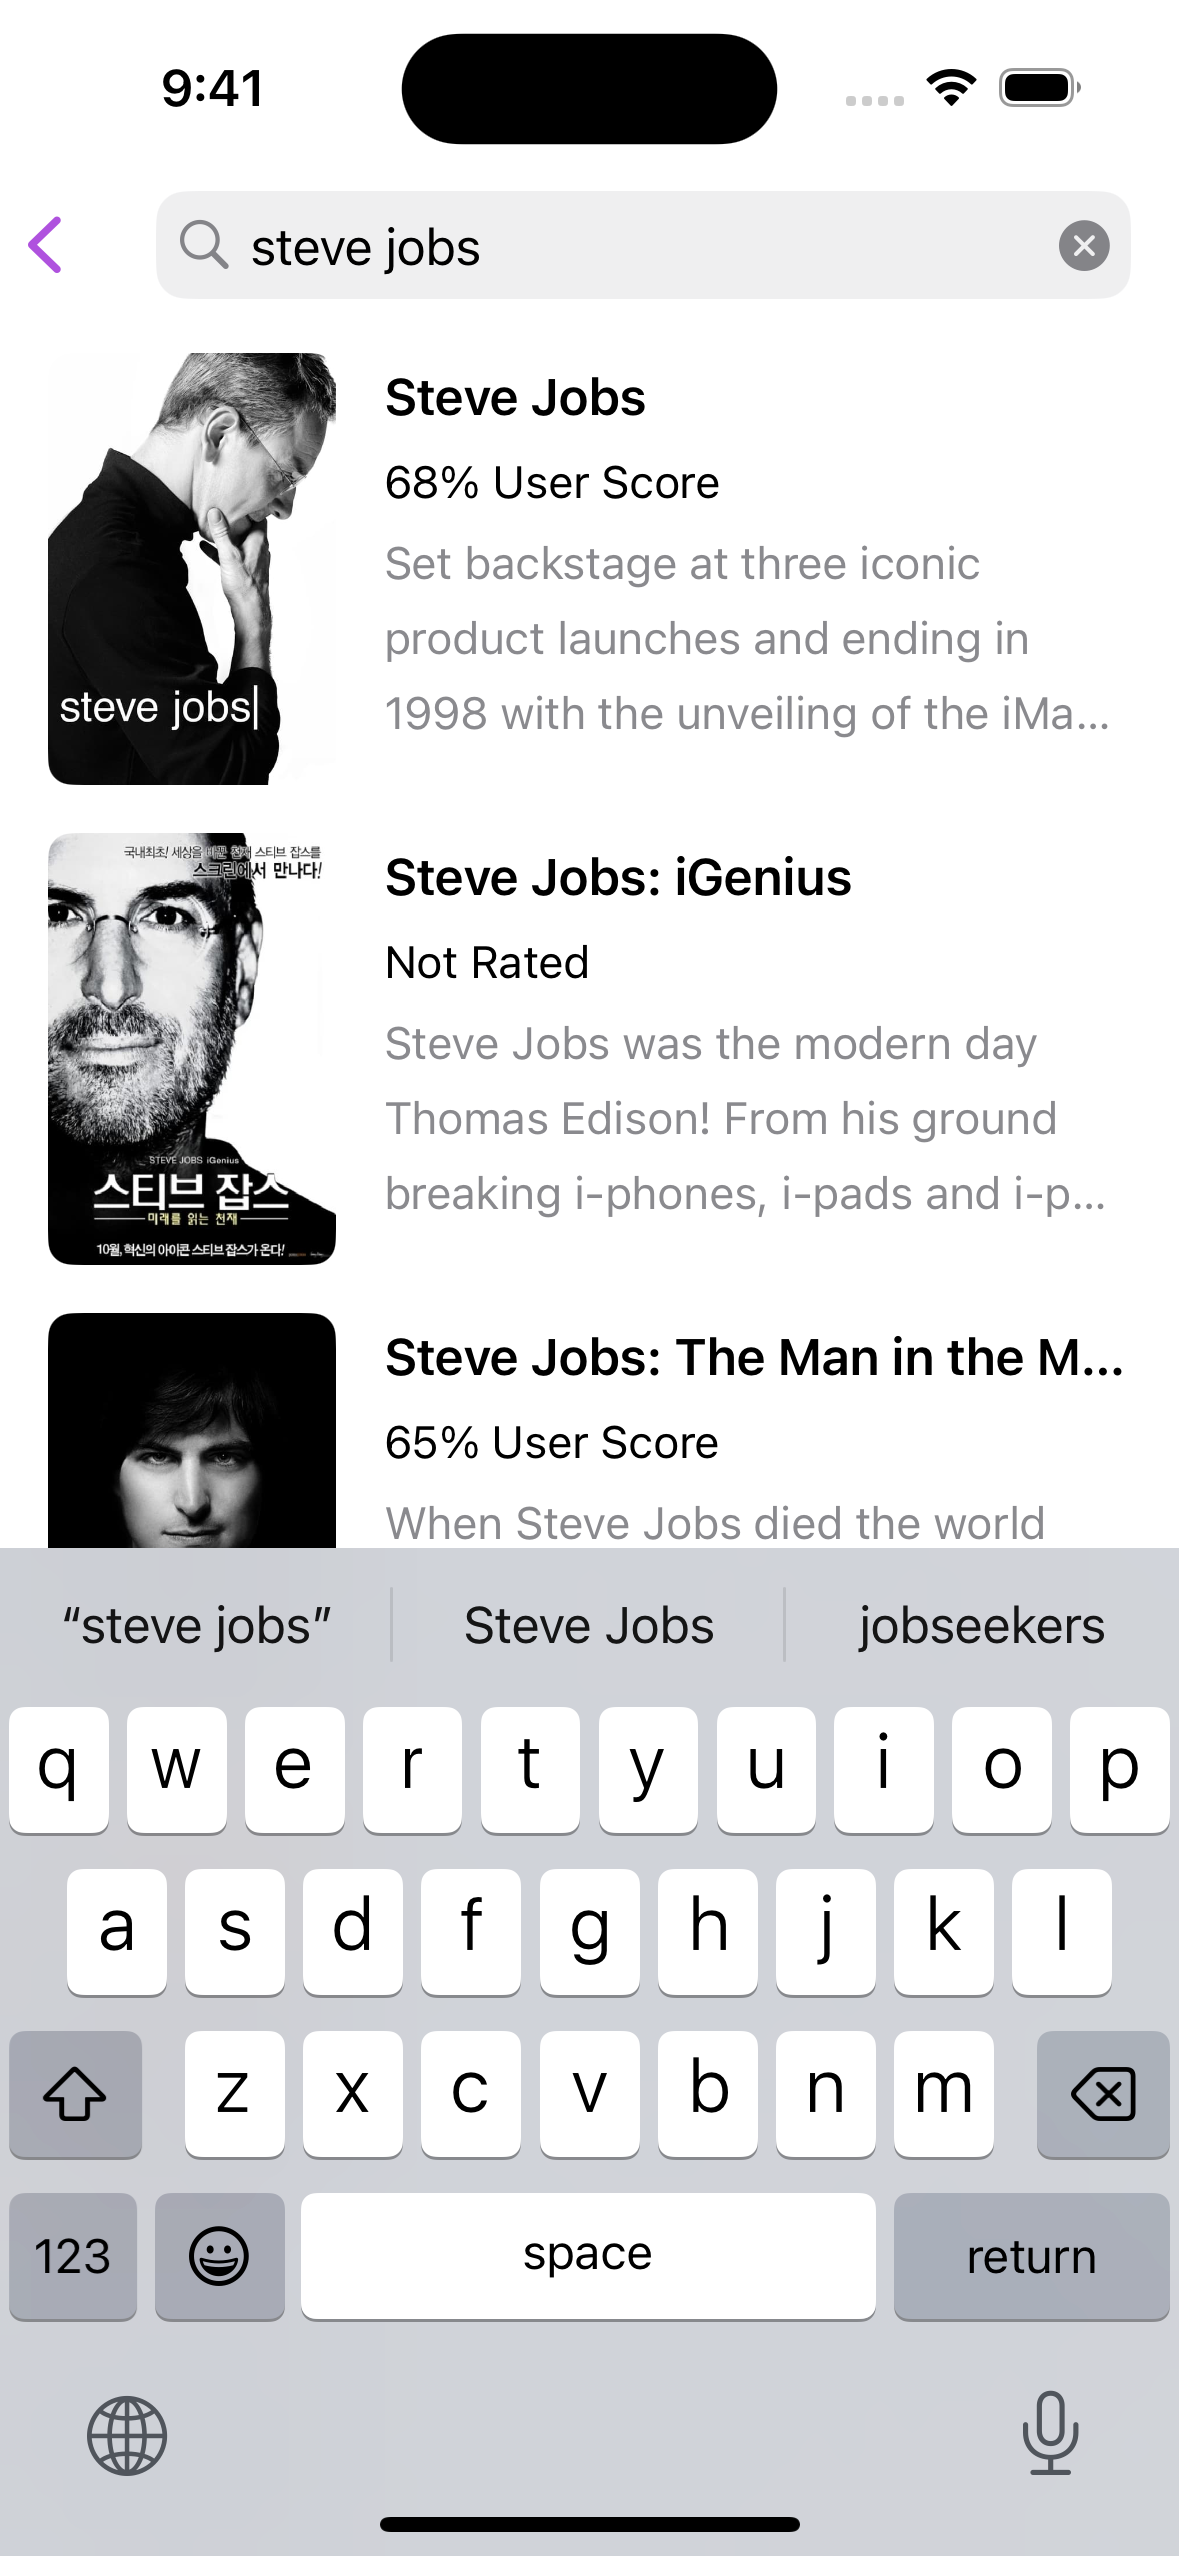 9:41
steve jobs
Steve Jobs
68% User Score
Set backstage at three iconic
product launches and ending in
1998 with the unveiling of the iMa...
steve jobs|
국내최초! 세상을 바꾼 천재 스티브 잡스를
스크린에서 만나다!
Steve Jobs: iGenius
Not Rated
Steve Jobs was the modern day
Thomas Edison! From his ground
breaking i-phones, i-pads and i-p...
STEVE JOBS iGenius
스티브 잡스
미래를 읽는 천재
10월, 혁신의 아이콘 스티브 잡스가 온다!
Steve Jobs: The Man in the M...
65% User Score
When Steve Jobs died the world
“steve jobs” Steve Jobs jobseekers
q w e r t y u i o p
a s d f g h j k l
z x c v b n m
123 space return